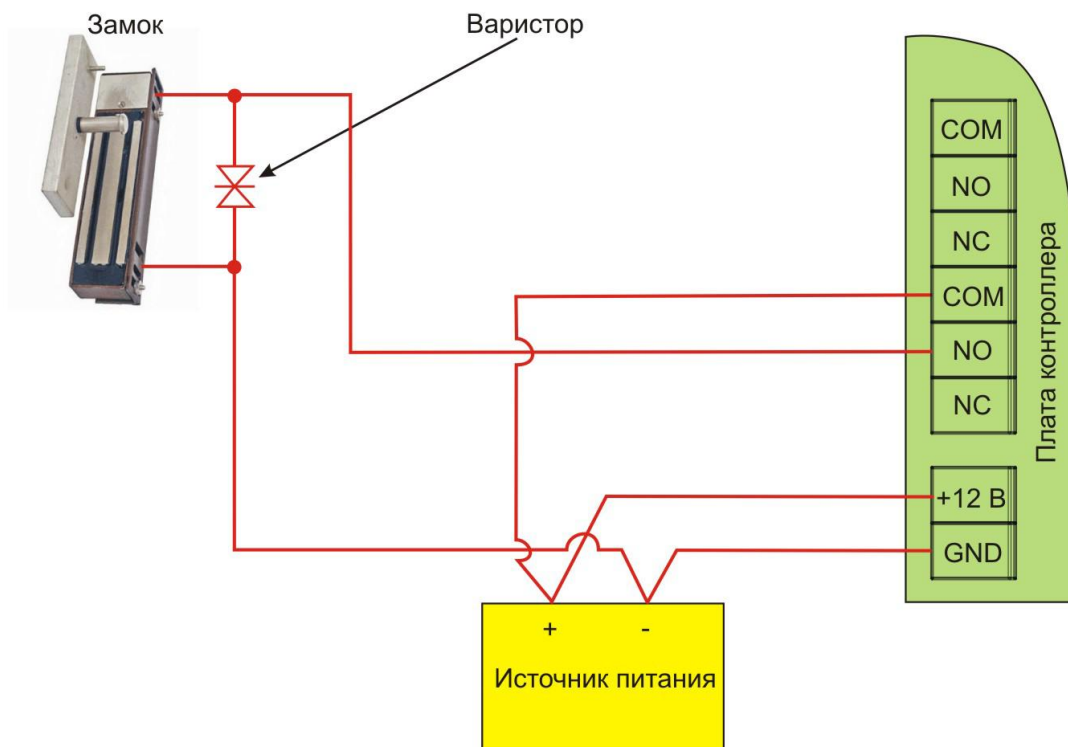 Замок
Варистор
COM
NO
NC
COM
NO
NC
+12 В
GND
Плата контроллера
+ -
Источник питания